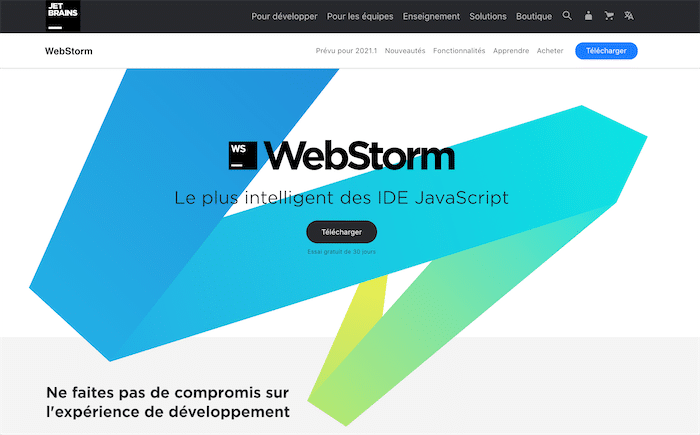 JET
BRAINS
Pour développer Pour les équipes Enseignement Solutions Boutique
WebStorm
Prévu pour 2021.1 Nouveautés Fonctionnalités Apprendre Acheter Télécharger
WS WebStorm
Le plus intelligent des IDE JavaScript
Télécharger
Essai gratuit de 30 jours
Ne faites pas de compromis sur
l'expérience de développement